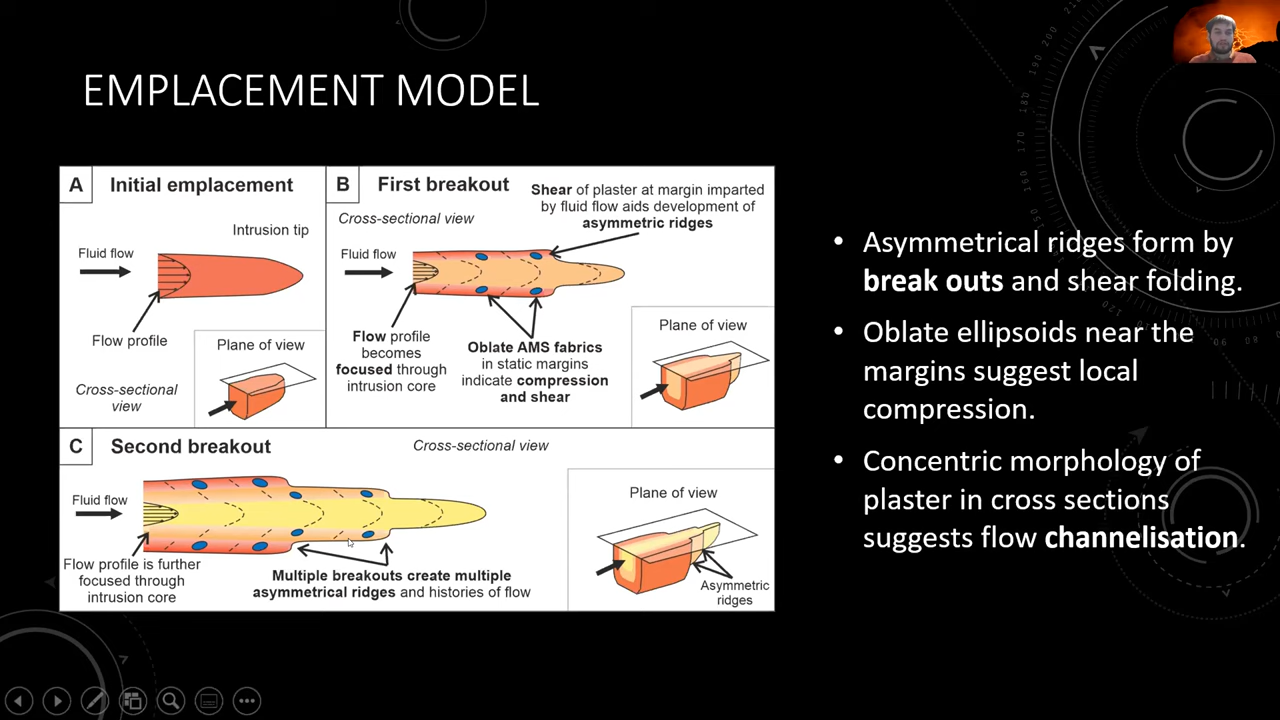 EMPLACEMENT MODEL
A
Initial emplacement
Intrusion tip
Fluid flow
Flow profile
Plane of view
Cross-sectional
view
B
First breakout
Cross-sectional view
Shear of plaster at margin imparted
by fluid flow aids development of
asymmetric ridges
Fluid flow
Flow profile
becomes
focused through
intrusion core
Oblate AMS fabrics
in static margins
indicate compression
and shear
Plane of view
C
Second breakout
Cross-sectional view
Fluid flow
Flow profile is further
focused through
intrusion core
Multiple breakouts create multiple
asymmetrical ridges and histories of flow
Plane of view
Asymmetric
ridges
• Asymmetrical ridges form by
break outs and shear folding.
• Oblate ellipsoids near the
margins suggest local
compression.
• Concentric morphology of
plaster in cross sections
suggests flow channelisation.